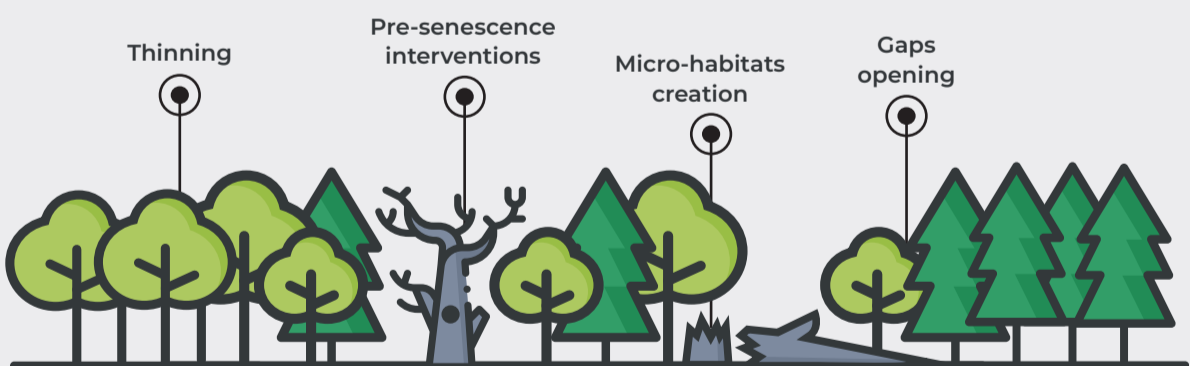 Thinning
Pre-senescence
interventions
Micro-habitats
creation
Gaps
opening